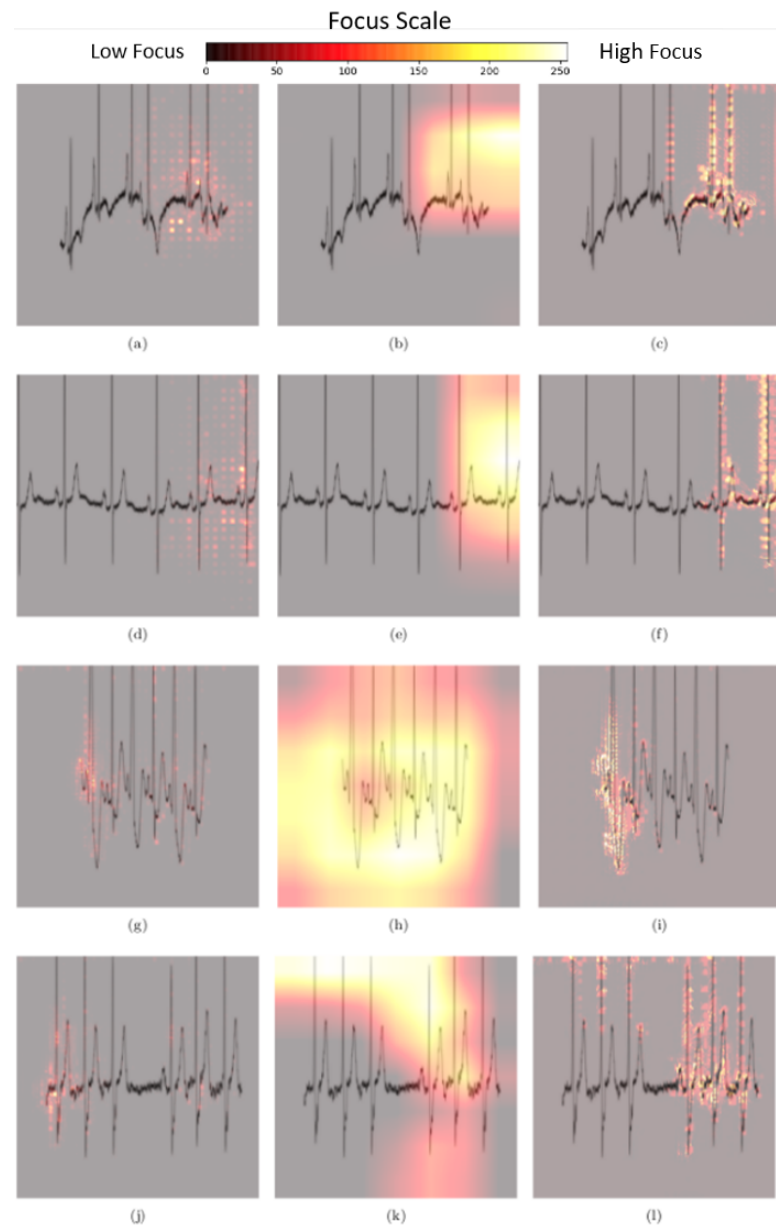 Focus Scale
Low Focus High Focus
0 50 100 150 200 250
(a) (b) (c)
(d) (e) (f)
(g) (h) (i)
(j) (k) (l)